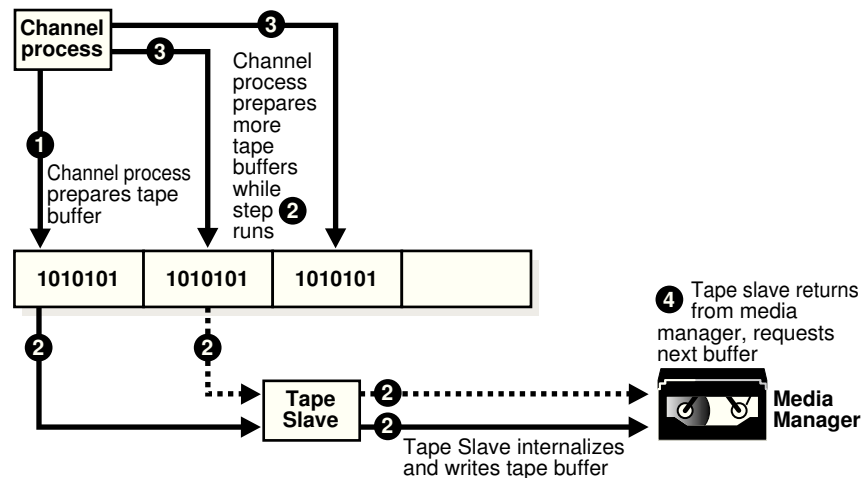 Channel
process
3
3
Channel
process
prepares
more
tape
buffers
while
step 2
runs
1
Channel process
prepares tape
buffer
1010101 1010101 1010101
4 Tape slave returns
from media
manager, requests
next buffer
2 2
Tape
Slave
2
2
Media
Manager
Tape Slave internalizes
and writes tape buffer